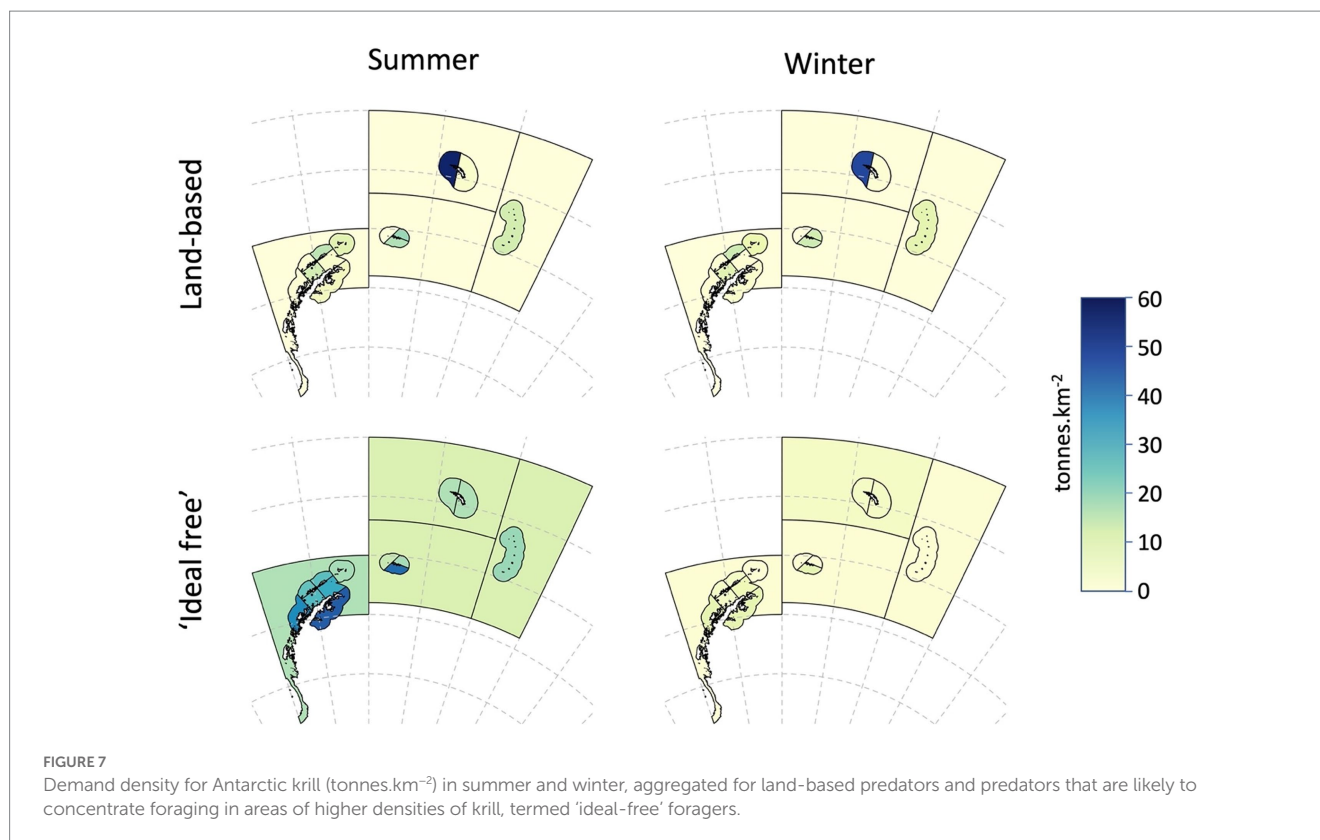 Summer
Winter
Land-based
'Ideal free'
60
50
40
30
20
10
0
tonnes.km⁻²
FIGURE 7
Demand density for Antarctic krill (tonnes.km⁻²) in summer and winter, aggregated for land-based predators and predators that are likely to
concentrate foraging in areas of higher densities of krill, termed 'ideal-free' foragers.